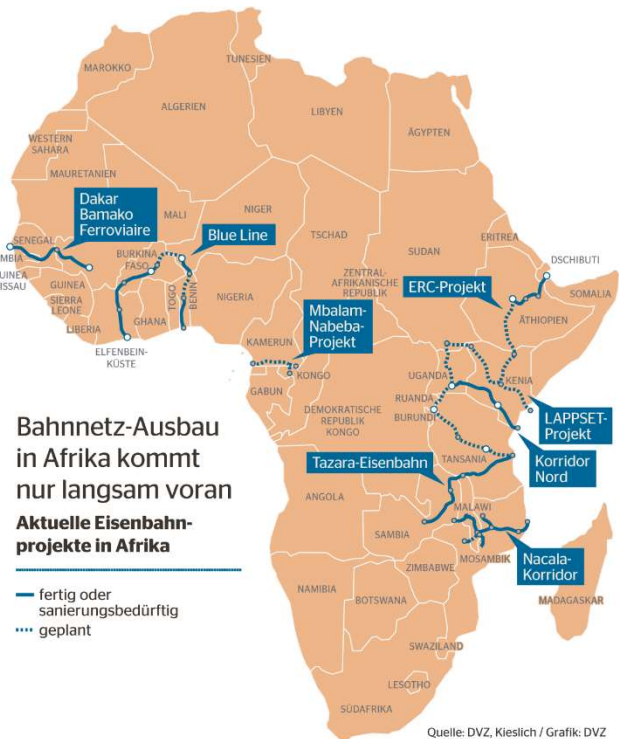 TUNESIEN
MAROKKO
ALGERIEN
LIBYEN
ÄGYPTEN
WESTERN
SAHARA
MAURETANIEN
MALI
NIGER
TSCHAD
SUDAN
ERITREA
DSCHIBUTI
Dakar
Bamako
Ferroviaire
Blue Line
SENEGAL
MBIA
UINEA
ISSAU
GUINEA
SIERRA
LEONE
LIBERIA
BURKINA
FASO
ELFENBEIN-
KÜSTE
GHANA
TOGO
BENIN
NIGERIA
ZENTRAL-
AFRIKANISCHE
REPUBLIK
ERC-Projekt
ÄTHIOPIEN
SOMALIA
Mbalam-
Nabeba-
Projekt
KAMERUN
GABUN
KONGO
DEMOKRATISCHE
REPUBLIK
KONGO
UGANDA
RUANDA
BURUNDI
KENIA
LAPPSET-
Projekt
Korridor
Nord
TANSANIA
Tazara-Eisenbahn
ANGOLA
SAMBIA
MALAWI
MOSAMBIK
Nacala-
Korridor
SIMBABWE
NAMIBIA
BOTSWANA
MADAGASKAR
SWAZILAND
LESOTHO
SÜDAFRIKA
Bahnnetz-Ausbau
in Afrika kommt
nur langsam voran
Aktuelle Eisenbahn-
projekte in Afrika
fertig oder
sanierungsbedürftig
geplant
Quelle: DVZ, Kieslich / Grafik: DVZ